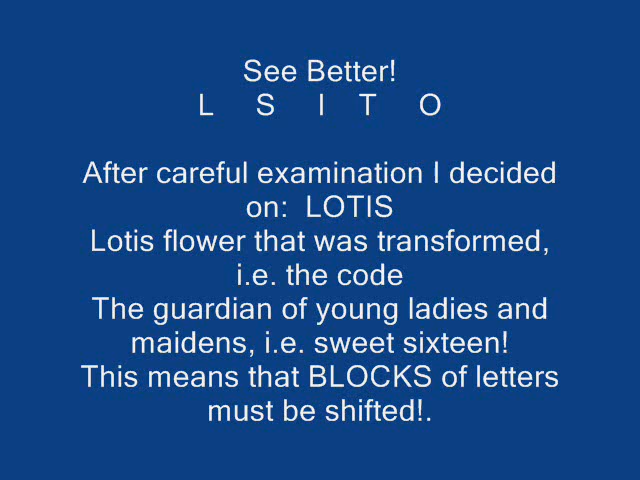 See Better!
L S I T O
After careful examination I decided
on: LOTIS
Lotis flower that was transformed,
i.e. the code
The guardian of young ladies and
maidens, i.e. sweet sixteen!
This means that BLOCKS of letters
must be shifted!.